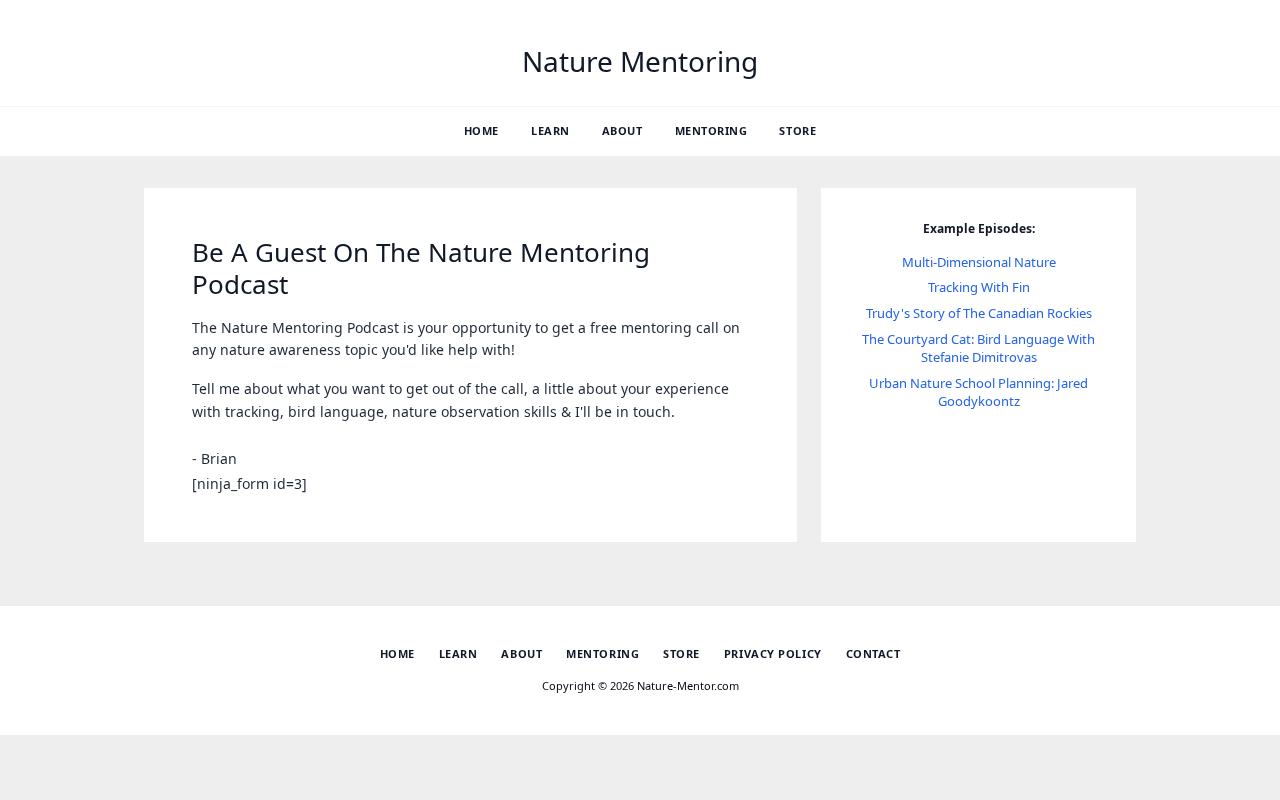 Nature Mentoring
HOME LEARN ABOUT MENTORING STORE
Be A Guest On The Nature Mentoring
Podcast
The Nature Mentoring Podcast is your opportunity to get a free mentoring call on
any nature awareness topic you'd like help with!
Tell me about what you want to get out of the call, a little about your experience
with tracking, bird language, nature observation skills & I'll be in touch.
- Brian
[ninja_form id=3]
Example Episodes:
Multi-Dimensional Nature
Tracking With Fin
Trudy's Story of The Canadian Rockies
The Courtyard Cat: Bird Language With
Stefanie Dimitrovas
Urban Nature School Planning: Jared
Goodykoontz
HOME LEARN ABOUT MENTORING STORE PRIVACY POLICY CONTACT
Copyright © 2026 Nature-Mentor.com